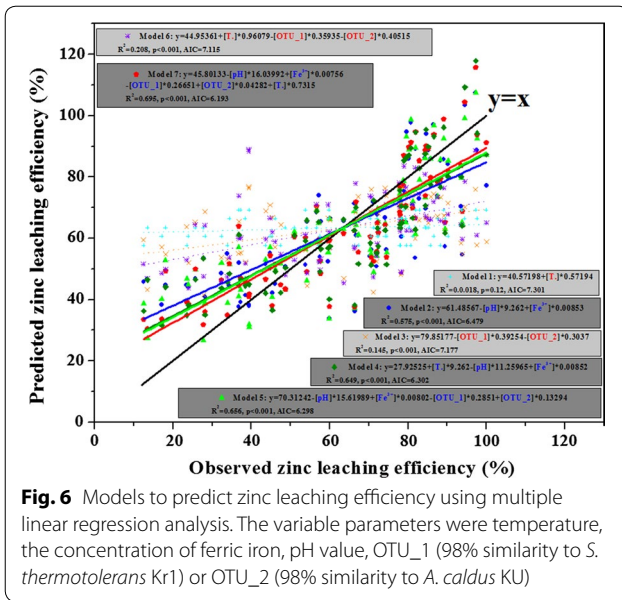 Model 6: y=44.95361+[T.]*0.96079-[OTU_1]*0.35935-[OTU_2]*0.40515
R²=0.208, p<0.001, AIC=7.115
Model 7: y=45.80133-[pH]*16.03992+[Fe³⁺]*0.00756
-[OTU_1]*0.26651+[OTU_2]*0.04282+[T.]*0.7315
R²=0.695, p<0.001, AIC=6.193
y=x
120
100
80
60
40
20
0
Predicted zinc leaching efficiency (%)
Model 1: y=40.57198+[T.]*0.57194
R²=0.018, p=0.12, AIC=7.301
Model 2: y=61.48567-[pH]*9.262+[Fe³⁺]*0.00853
R²=0.575, p<0.001, AIC=6.479
Model 3: y=79.85177-[OTU_1]*0.39254-[OTU_2]*0.3037
R²=0.145, p<0.001, AIC=7.177
Model 4: y=27.92525+[T.]*9.262-[pH]*11.25965+[Fe³⁺]*0.00852
R²=0.649, p<0.001, AIC=6.302
Model 5: y=70.31242-[pH]*15.61989+[Fe³⁺]*0.00802-[OTU_1]*0.2851+[OTU_2]*0.13294
R²=0.656, p<0.001, AIC=6.298
0 20 40 60 80 100 120
Observed zinc leaching efficiency (%)
Fig. 6 Models to predict zinc leaching efficiency using multiple
linear regression analysis. The variable parameters were temperature,
the concentration of ferric iron, pH value, OTU_1 (98% similarity to S.
thermotolerans Kr1) or OTU_2 (98% similarity to A. caldus KU)